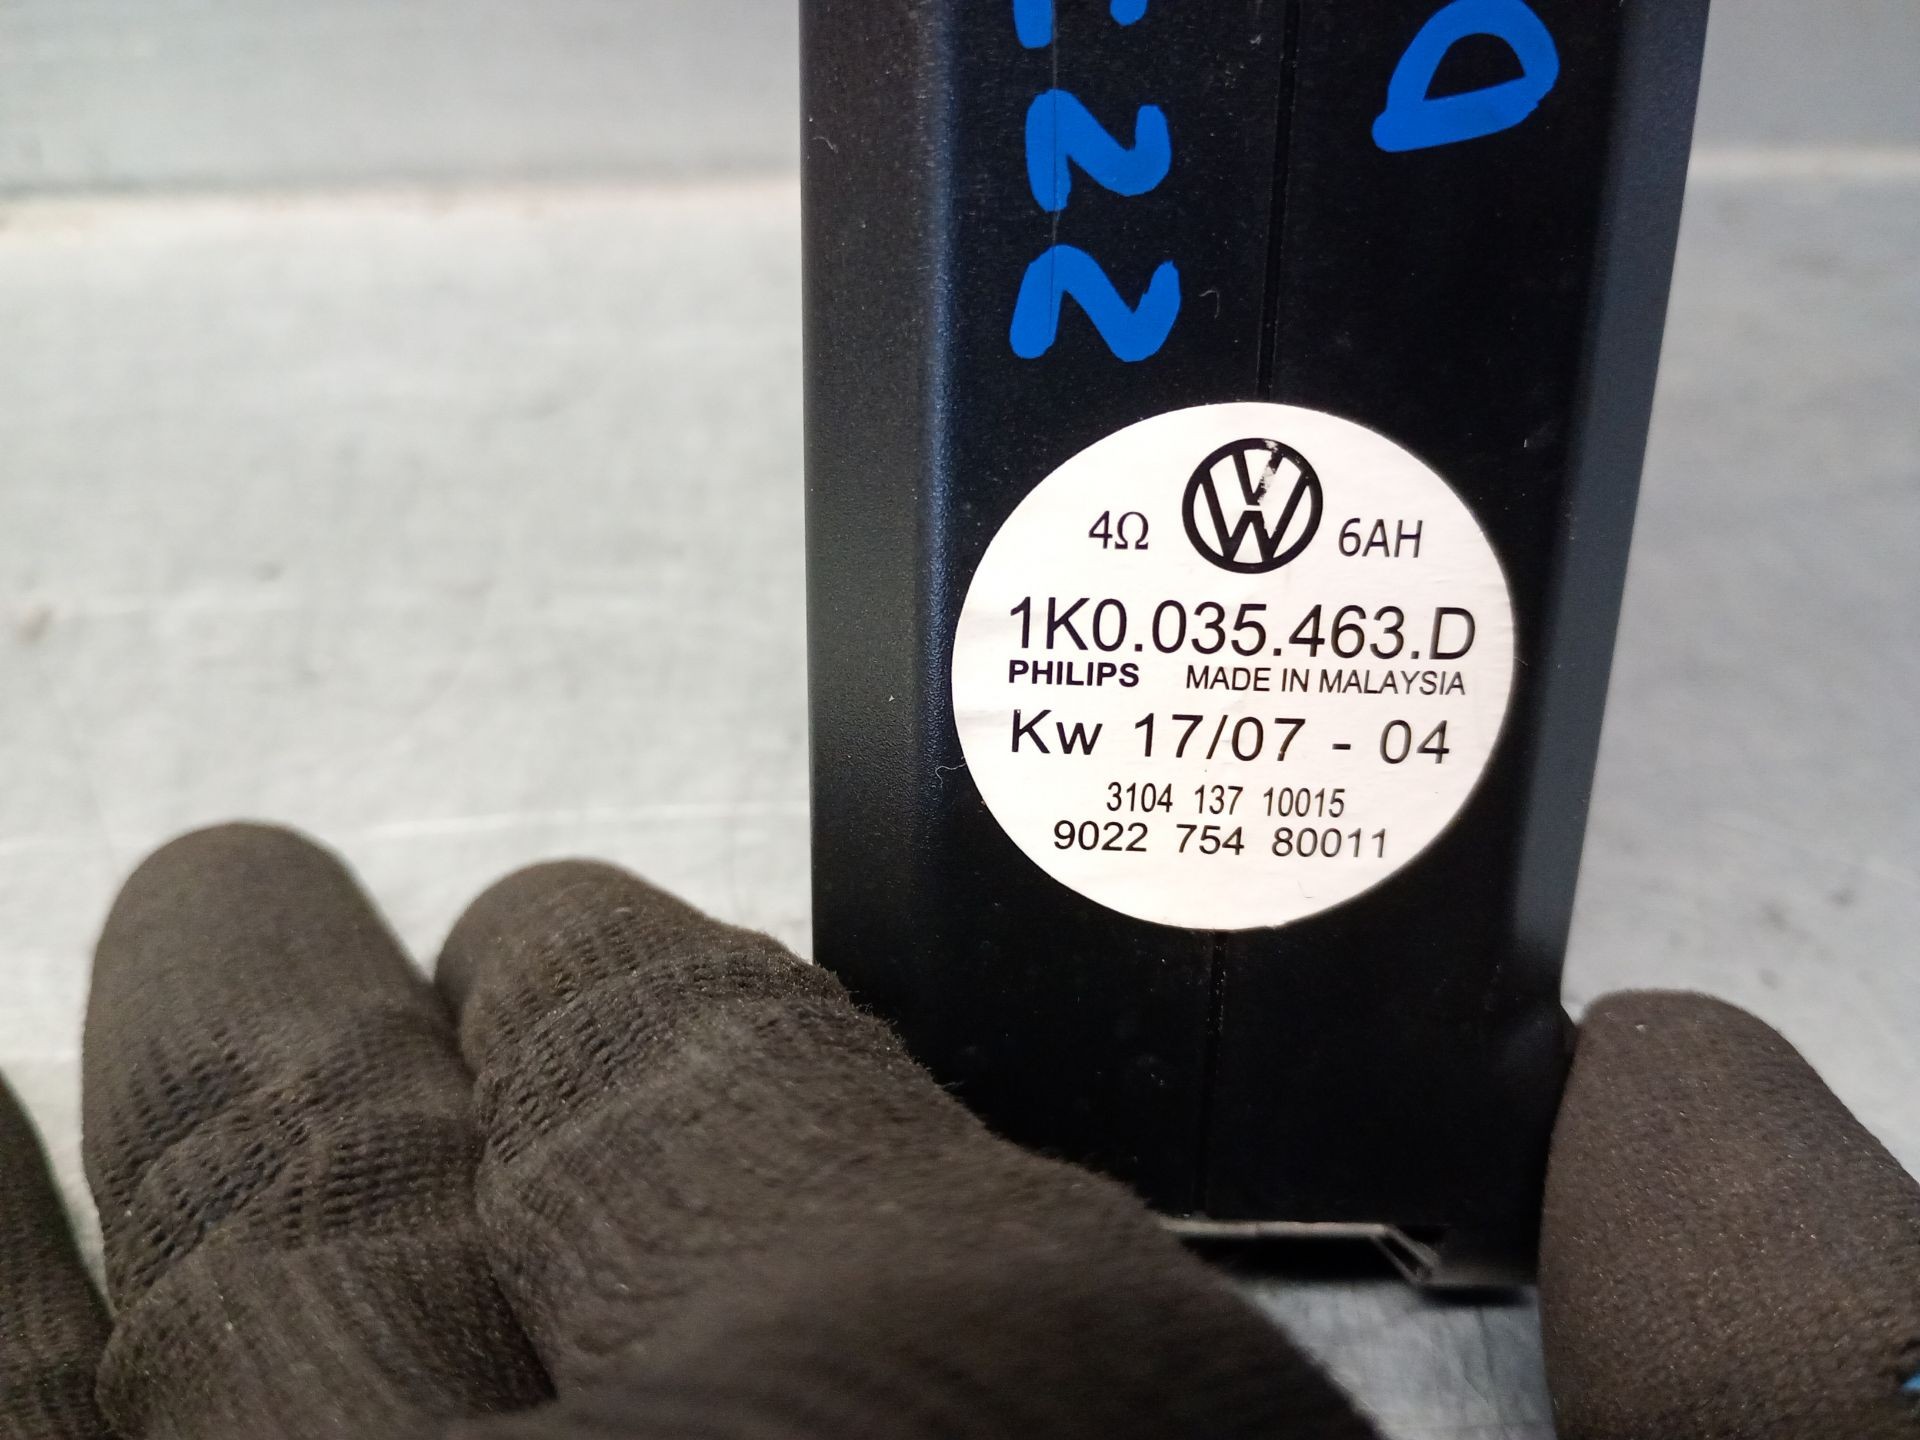 4Ω 6AH
1K0.035.463.D
PHILIPS MADE IN MALAYSIA
Kw 17/07 - 04
3104 137 10015
9022 754 80011